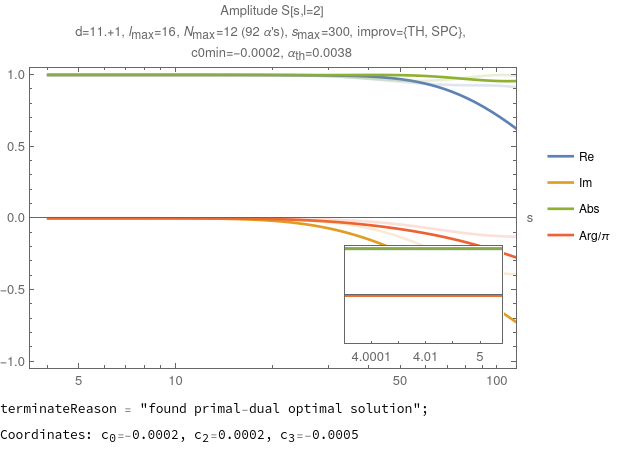 Amplitude S[s,l=2]
d=11.+1, lmax=16, Nmax=12 (92 α's), smax=300, improv={TH, SPC},
c0min=-0.0002, αth=0.0038
1.0
0.5
0.0
-0.5
-1.0
s
Re
Im
Abs
Arg/π
4.0001 4.01 5
5 10 50 100
terminateReason = "found primal-dual optimal solution";
Coordinates: c0=-0.0002, c2=0.0002, c3=-0.0005